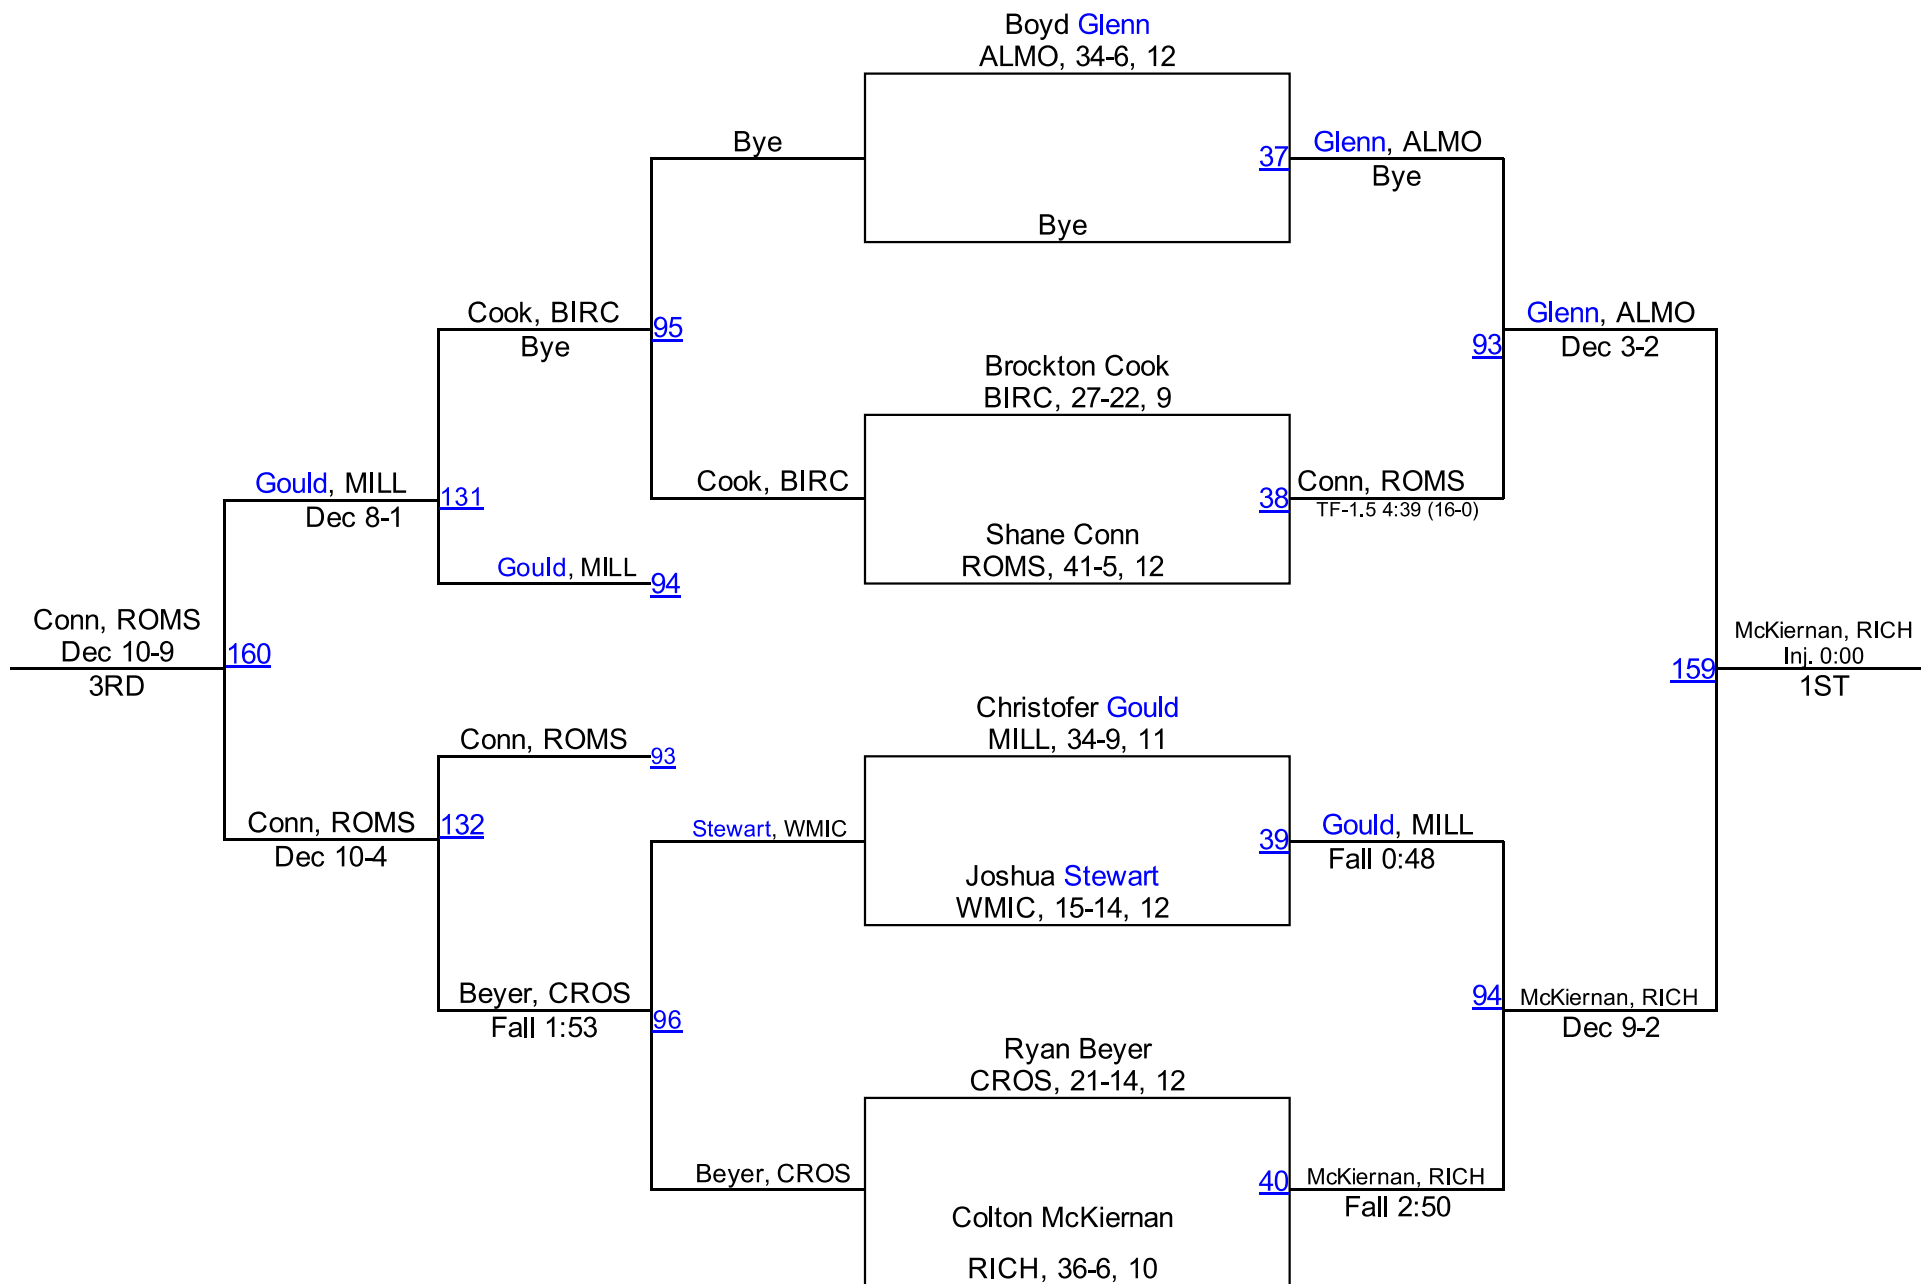 Boyd Glenn
ALMO, 34-6, 12
Bye
37
Glenn, ALMO
Bye
Bye
Cook, BIRC
Bye
95
Glenn, ALMO
Dec 3-2
93
Brockton Cook
BIRC, 27-22, 9
Gould, MILL
Dec 8-1
131
Cook, BIRC
38
Conn, ROMS
TF-1.5 4:39 (16-0)
Shane Conn
ROMS, 41-5, 12
Gould, MILL
94
Conn, ROMS
Dec 10-9
3RD
160
McKiernan, RICH
Inj. 0:00
1ST
159
Christofer Gould
MILL, 34-9, 11
Conn, ROMS
93
Conn, ROMS
Dec 10-4
132
Stewart, WMIC
39
Gould, MILL
Fall 0:48
Joshua Stewart
WMIC, 15-14, 12
Beyer, CROS
Fall 1:53
96
94
McKiernan, RICH
Dec 9-2
Ryan Beyer
CROS, 21-14, 12
Beyer, CROS
40
McKiernan, RICH
Fall 2:50
Colton McKiernan
RICH, 36-6, 10